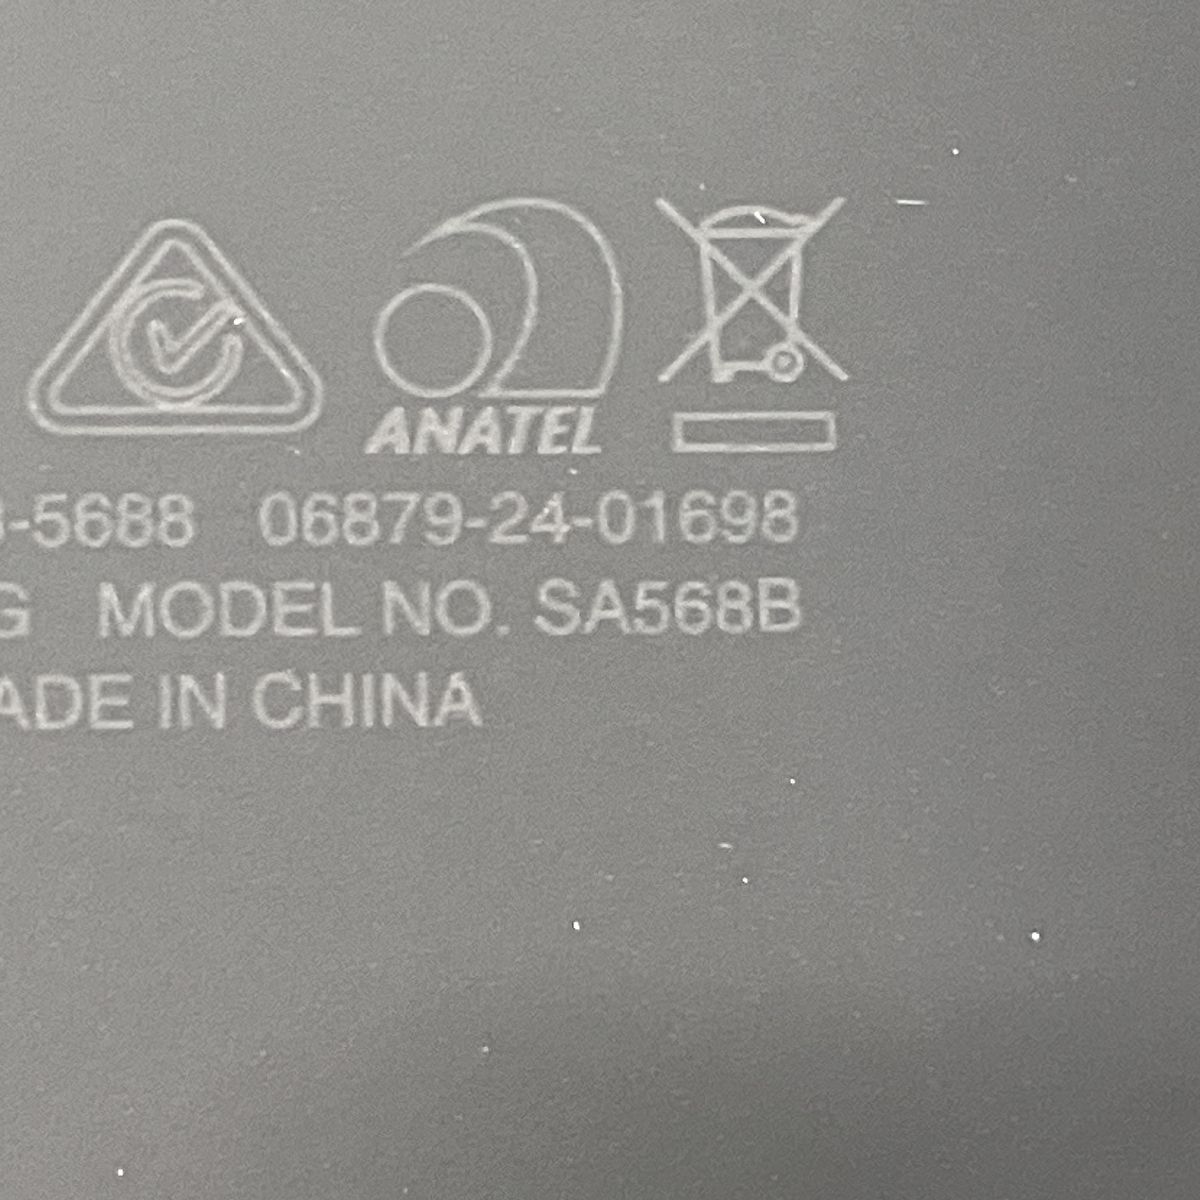 ANATEL
-5688 06879-24-01698
G MODEL NO. SA568B
ADE IN CHINA